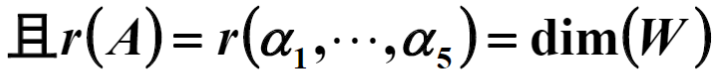 且r(A) = r(α₁,⋯,α₅) = dim(W)